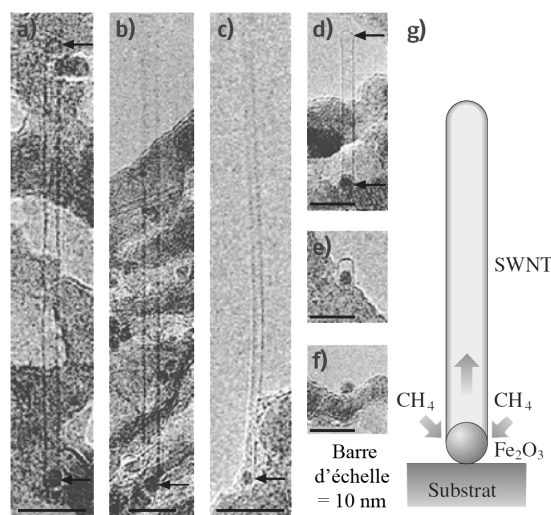 a)
b)
c)
d)
e)
f)
g)
Barre
d’échelle
= 10 nm
SWNT
CH₄
CH₄
Fe₂O₃
Substrat